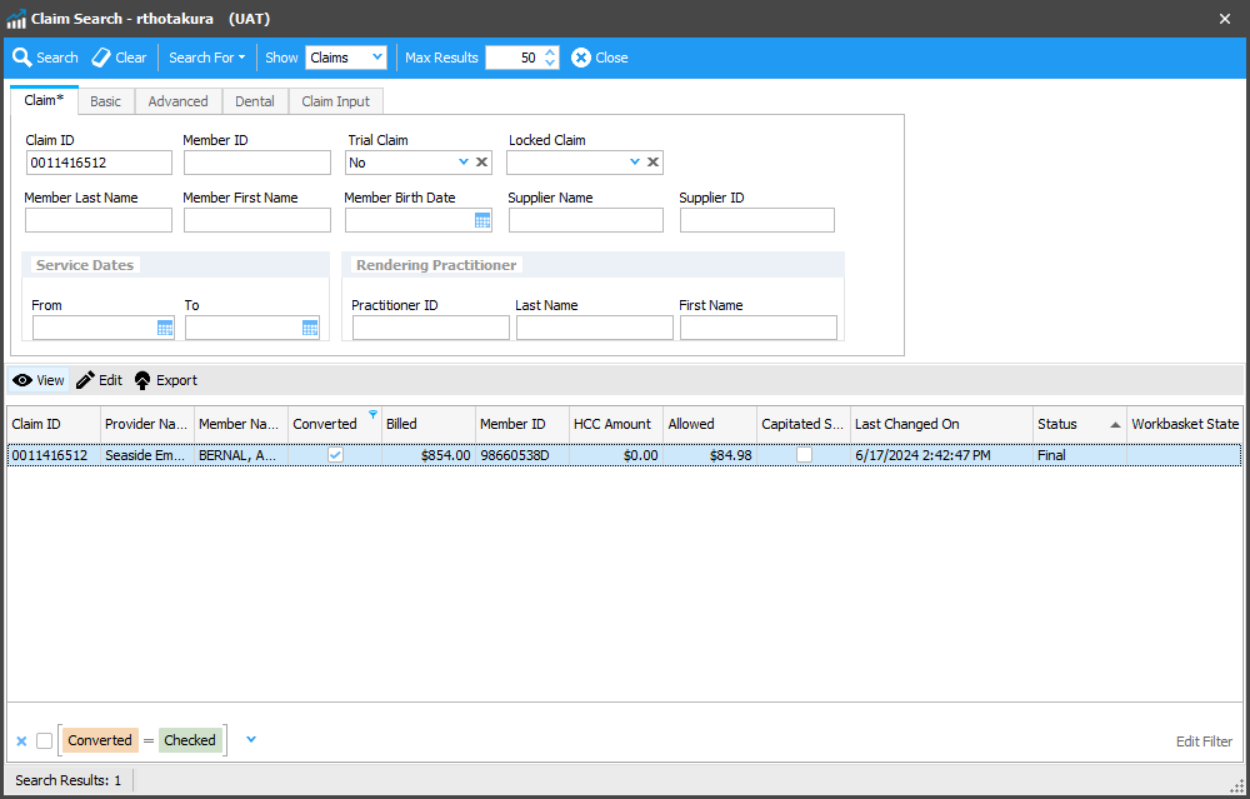 Claim Search - rthotakura (UAT)
Search Clear Search For Show Claims Max Results 50 Close
Claim* Basic Advanced Dental Claim Input
Claim ID Member ID Trial Claim Locked Claim
0011416512 No
Member Last Name Member First Name Member Birth Date Supplier Name Supplier ID
Service Dates Rendering Practitioner
From To Practitioner ID Last Name First Name
View Edit Export
Claim ID Provider Na... Member Na... Converted Billed Member ID HCC Amount Allowed Capitated S... Last Changed On Status Workbasket State
0011416512 Seaside Em... BERNAL, A... $854.00 98660538D $0.00 $84.98 6/17/2024 2:42:47 PM Final
Converted = Checked Edit Filter
Search Results: 1